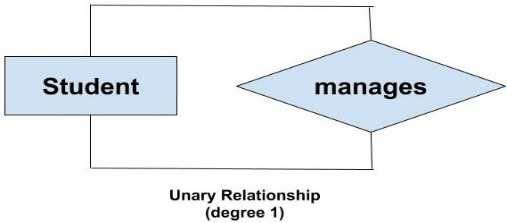 Student
manages
Unary Relationship
(degree 1)